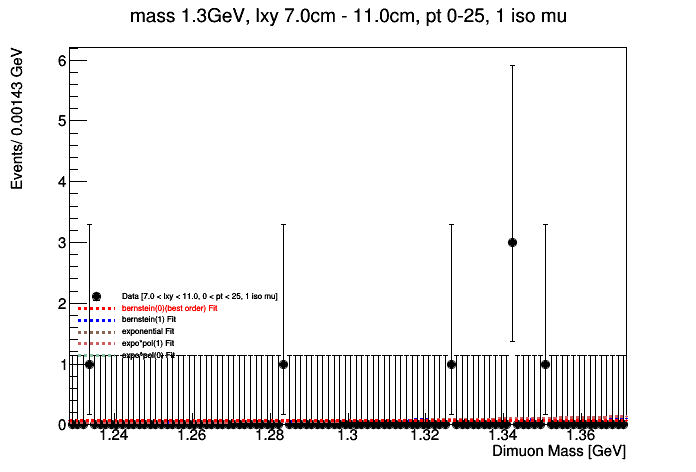 mass 1.3GeV, lxy 7.0cm - 11.0cm, pt 0-25, 1 iso mu
Events/ 0.00143 GeV
6
5
4
3
2
1
0
Data [7.0 < lxy < 11.0, 0 < pt < 25, 1 iso mu]
bernstein(0)(best order) Fit
bernstein(1) Fit
exponential Fit
expo*pol(1) Fit
expo*pol(0) Fit
1.24 1.26 1.28 1.3 1.32 1.34 1.36
Dimuon Mass [GeV]